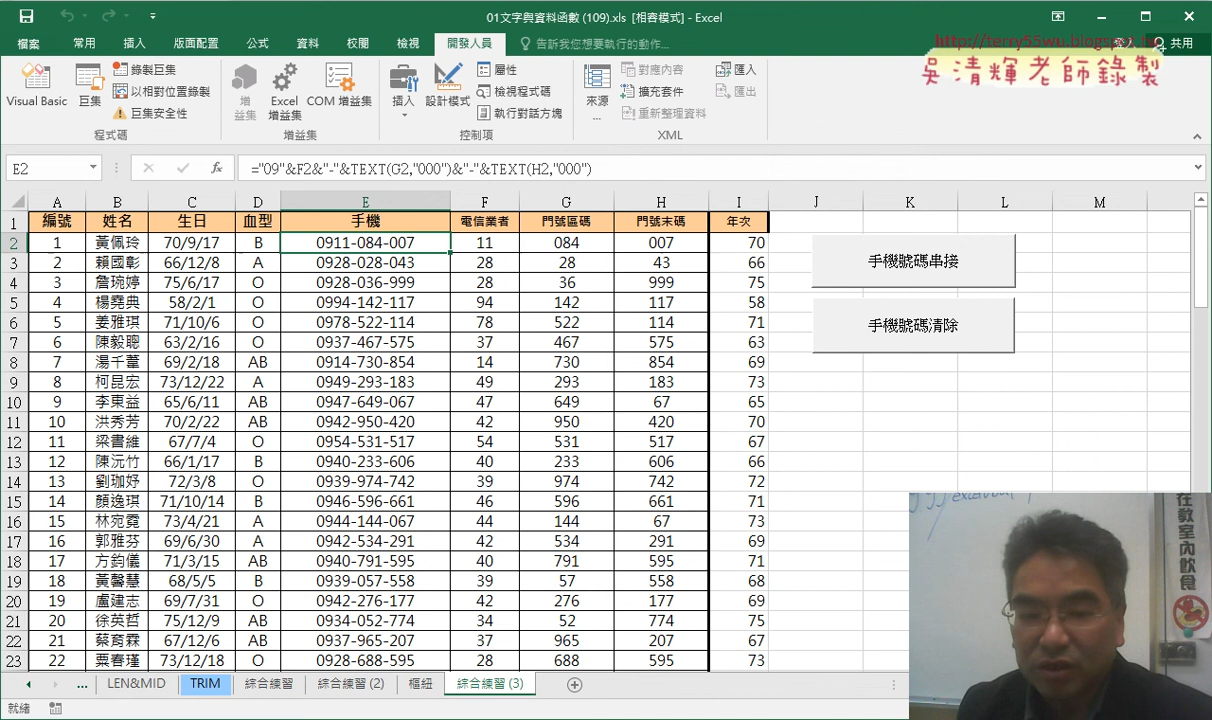 01文字與資料函數 (109).xls [相容模式] - Excel
檔案 常用 插入 版面配置 公式 資料 校閱 檢視 開發人員 告訴我您想要執行的動作... 登入 共用
http://terry55wu.blogspot.tw
吳清輝老師錄製
Visual Basic 巨集 錄製巨集 以相對位置錄製 巨集安全性
增益集 Excel 增益集 COM 增益集
插入 設計模式 屬性 檢視程式碼 執行對話方塊
來源... 對應內容 擴充套件 重新整理資料 匯入 匯出
程式碼 增益集 控制項 XML
E2 fx ="09"&F2&"-"&TEXT(G2,"000")&"-"&TEXT(H2,"000")
A B C D E F G H I J K L M
1 編號 姓名 生日 血型 手機 電信業者 門號區碼 門號末碼 年次
2 1 黃佩玲 70/9/17 B 0911-084-007 11 084 007 70
3 2 賴國彰 66/12/8 A 0928-028-043 28 28 43 66
4 3 詹琬婷 75/6/17 O 0928-036-999 28 36 999 75
5 4 楊堯典 58/2/1 O 0994-142-117 94 142 117 58
6 5 姜雅琪 71/10/6 O 0978-522-114 78 522 114 71
7 6 陳毅聰 63/2/16 O 0937-467-575 37 467 575 63
8 7 湯千蕙 69/2/18 AB 0914-730-854 14 730 854 69
9 8 柯昆宏 73/12/22 A 0949-293-183 49 293 183 73
10 9 李東益 65/6/11 AB 0947-649-067 47 649 67 65
11 10 洪秀芳 70/2/22 AB 0942-950-420 42 950 420 70
12 11 梁書維 67/7/4 O 0954-531-517 54 531 517 67
13 12 陳沅竹 66/1/17 B 0940-233-606 40 233 606 66
14 13 劉珈妤 72/3/8 O 0939-974-742 39 974 742 72
15 14 顏逸琪 71/10/14 B 0946-596-661 46 596 661 71
16 15 林宛霓 73/4/21 A 0944-144-067 44 144 67 73
17 16 郭雅芬 69/6/30 A 0942-534-291 42 534 291 69
18 17 方鈞儀 71/3/15 AB 0940-791-595 40 791 595 71
19 18 黃馨慧 68/5/5 B 0939-057-558 39 57 558 68
20 19 盧建志 69/7/31 O 0942-276-177 42 276 177 69
21 20 徐英哲 75/12/9 AB 0934-052-774 34 52 774 75
22 21 蔡育霖 67/12/6 AB 0937-965-207 37 965 207 67
23 22 粟春瑾 73/12/18 O 0928-688-595 28 688 595 73
手機號碼串接
手機號碼清除
在教室內飲食
... LEN&MID TRIM 綜合練習 綜合練習 (2) 樞紐 綜合練習 (3)
就緒